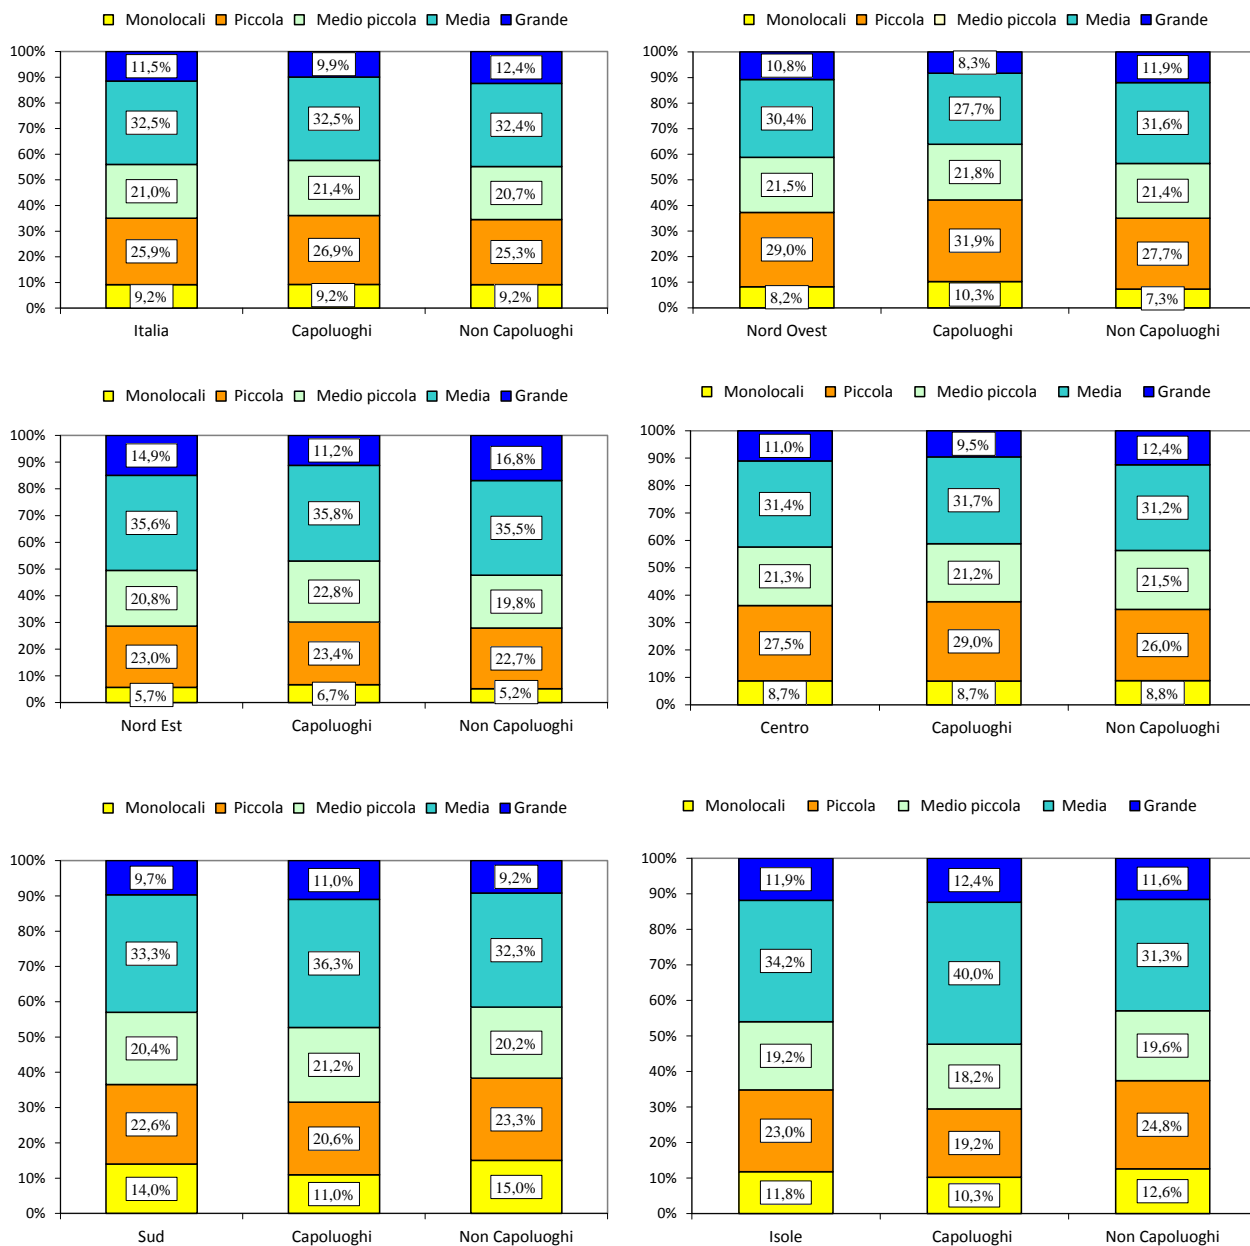 Monolocali Piccola Medio piccola Media Grande
100%
90%
80%
70%
60%
50%
40%
30%
20%
10%
0%
11,5% 9,9% 12,4%
32,5% 32,5% 32,4%
21,0% 21,4% 20,7%
25,9% 26,9% 25,3%
9,2% 9,2% 9,2%
Italia Capoluoghi Non Capoluoghi
Monolocali Piccola Medio piccola Media Grande
100%
90%
80%
70%
60%
50%
40%
30%
20%
10%
0%
10,8% 8,3% 11,9%
30,4% 27,7% 31,6%
21,5% 21,8% 21,4%
29,0% 31,9% 27,7%
8,2% 10,3% 7,3%
Nord Ovest Capoluoghi Non Capoluoghi
Monolocali Piccola Medio piccola Media Grande
100%
90%
80%
70%
60%
50%
40%
30%
20%
10%
0%
14,9% 11,2% 16,8%
35,6% 35,8% 35,5%
20,8% 22,8% 19,8%
23,0% 23,4% 22,7%
5,7% 6,7% 5,2%
Nord Est Capoluoghi Non Capoluoghi
Monolocali Piccola Medio piccola Media Grande
100%
90%
80%
70%
60%
50%
40%
30%
20%
10%
0%
11,0% 9,5% 12,4%
31,4% 31,7% 31,2%
21,3% 21,2% 21,5%
27,5% 29,0% 26,0%
8,7% 8,7% 8,8%
Centro Capoluoghi Non Capoluoghi
Monolocali Piccola Medio piccola Media Grande
100%
90%
80%
70%
60%
50%
40%
30%
20%
10%
0%
9,7% 11,0% 9,2%
33,3% 36,3% 32,3%
20,4% 21,2% 20,2%
22,6% 20,6% 23,3%
14,0% 11,0% 15,0%
Sud Capoluoghi Non Capoluoghi
Monolocali Piccola Medio piccola Media Grande
100%
90%
80%
70%
60%
50%
40%
30%
20%
10%
0%
11,9% 12,4% 11,6%
34,2% 40,0% 31,3%
19,2% 18,2% 19,6%
23,0% 19,2% 24,8%
11,8% 10,3% 12,6%
Isole Capoluoghi Non Capoluoghi